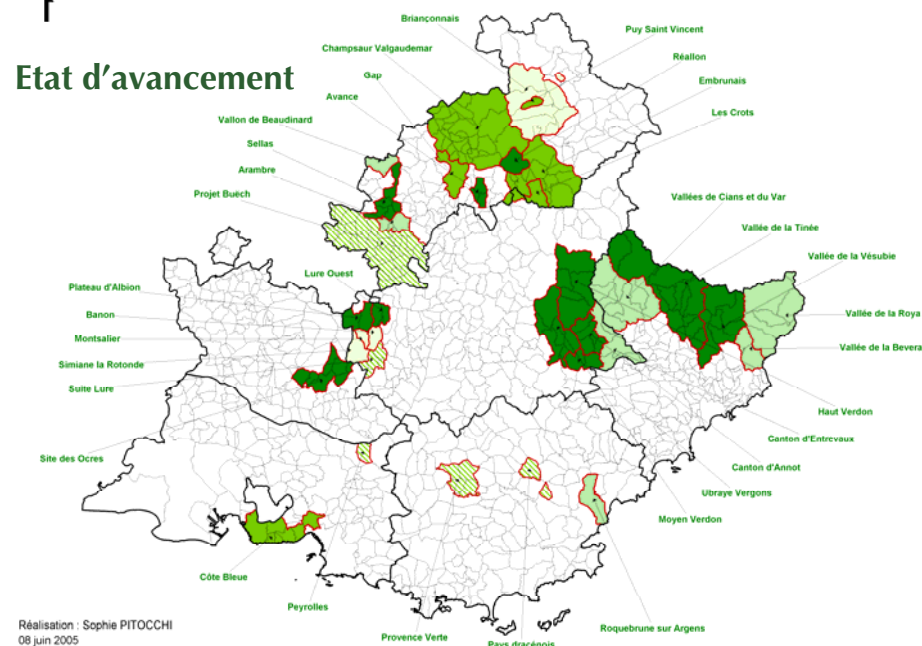 Etat d'avancement
Briançonnais
Puy Saint Vincent
Champsaur Valgaudemar
Réallon
Gap
Embrunais
Avance
Les Crots
Vallon de Beaudinard
Sellas
Arambre
Projet Buëch
Vallées de Cians et du Var
Vallée de la Tinée
Vallée de la Vésubie
Lure Ouest
Plateau d'Albion
Banon
Vallée de la Roya
Montsalier
Vallée de la Bevera
Simiane la Rotonde
Suite Lure
Haut Verdon
Canton d'Entrevaux
Site des Ocres
Canton d'Annot
Ubraye Vergons
Moyen Verdon
Côte Bleue
Peyrolles
Roquebrune sur Argens
Provence Verte
Pays dracénois
Réalisation : Sophie PITOCCHI
08 juin 2005